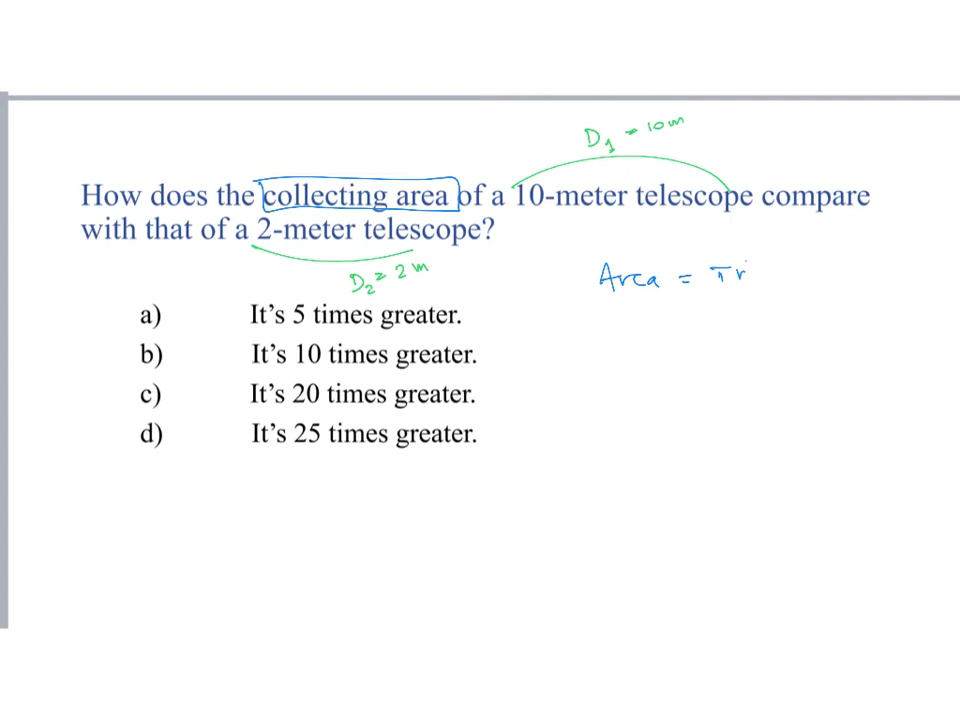 D1 = 10m
How does the collecting area of a 10-meter telescope compare
with that of a 2-meter telescope?
D2 = 2 m
Area = πr
a) It’s 5 times greater.
b) It’s 10 times greater.
c) It’s 20 times greater.
d) It’s 25 times greater.